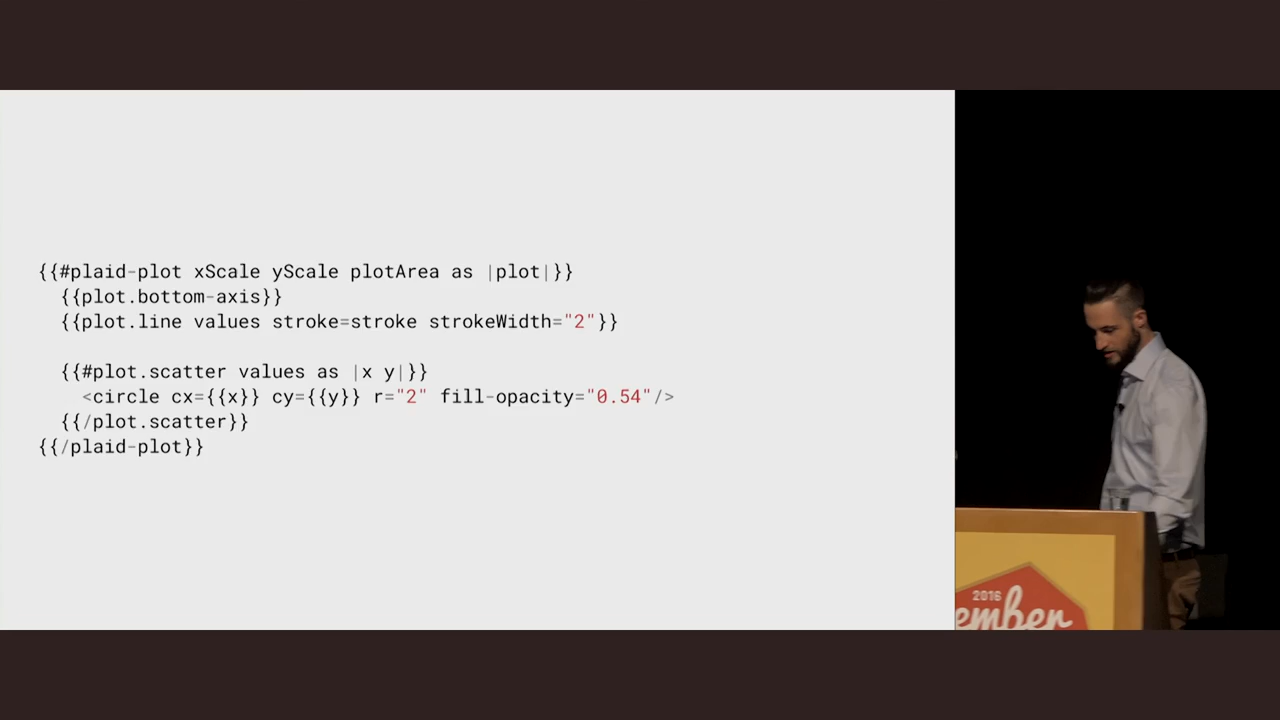 {{#plaid-plot xScale yScale plotArea as |plot|}}
  {{plot.bottom-axis}}
  {{plot.line values stroke=stroke strokeWidth="2"}}
  {{#plot.scatter values as |x y|}}
    <circle cx={{x}} cy={{y}} r="2" fill-opacity="0.54"/>
  {{/plot.scatter}}
{{/plaid-plot}}
2016
ember